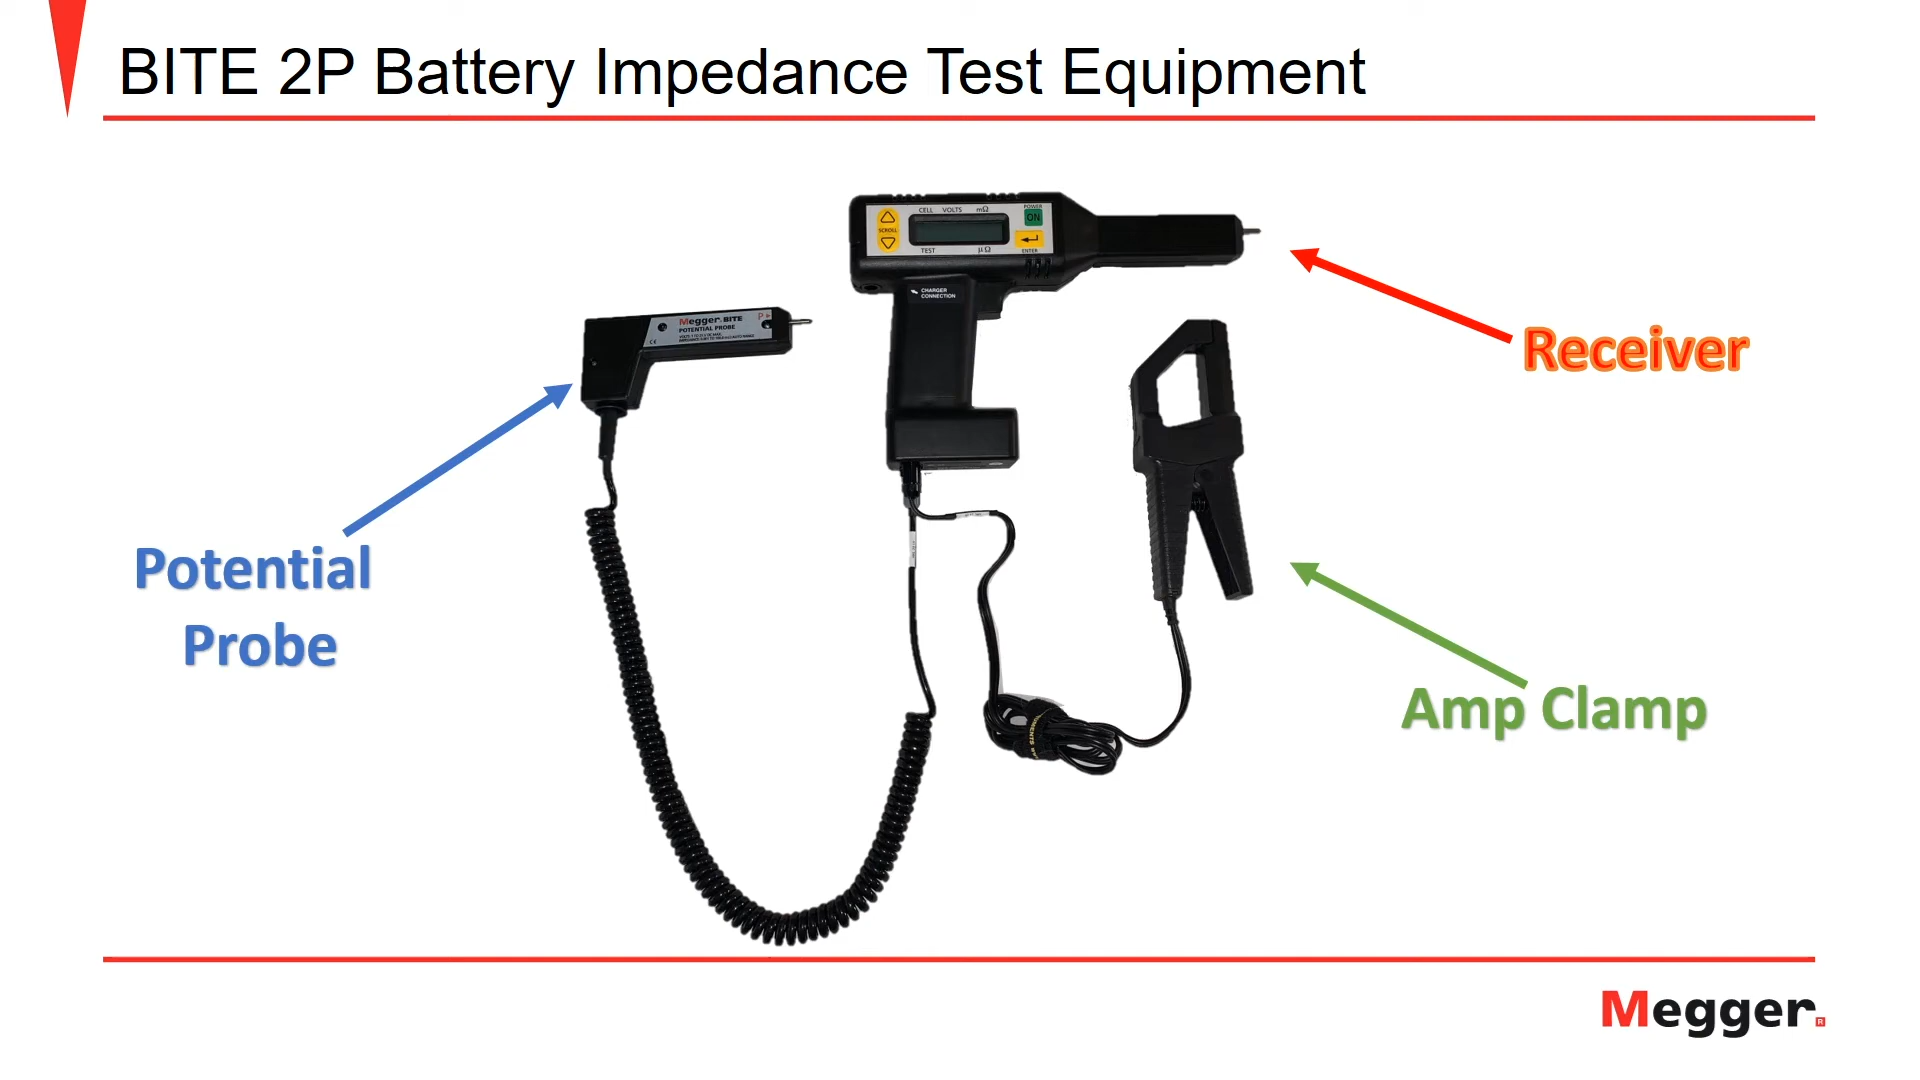 BITE 2P Battery Impedance Test Equipment
CELL VOLTS mΩ
POWER
ON
SCROLL
ENTER
TEST µΩ
CHARGER
CONNECTION
Megger. BITE
POTENTIAL PROBE
P
CE
Receiver
Potential
Probe
Amp Clamp
Megger.